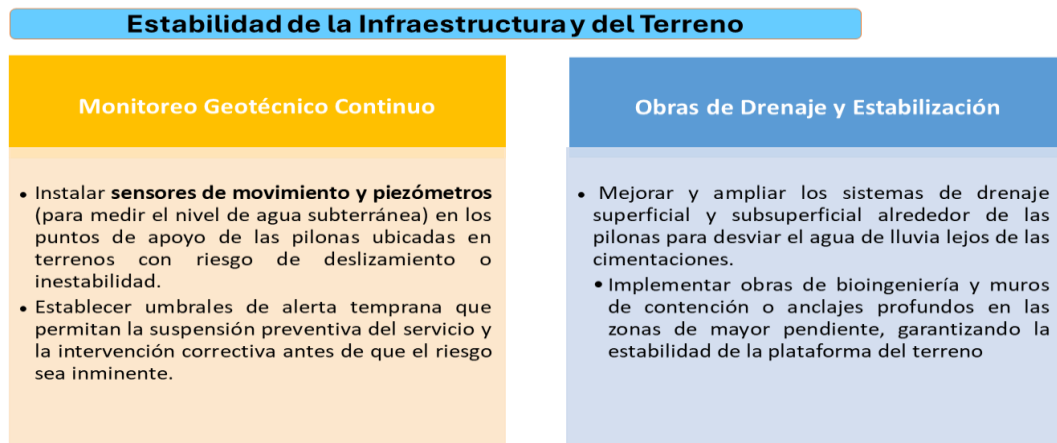 Estabilidad de la Infraestructura y del Terreno
Monitoreo Geotécnico Continuo
• Instalar sensores de movimiento y piezómetros
(para medir el nivel de agua subterránea) en los
puntos de apoyo de las pilonas ubicadas en
terrenos con riesgo de deslizamiento o
inestabilidad.
• Establecer umbrales de alerta temprana que
permitan la suspensión preventiva del servicio y
la intervención correctiva antes de que el riesgo
sea inminente.
Obras de Drenaje y Estabilización
• Mejorar y ampliar los sistemas de drenaje
superficial y subsuperficial alrededor de las
pilonas para desviar el agua de lluvia lejos de las
cimentaciones.
• Implementar obras de bioingeniería y muros
de contención o anclajes profundos en las
zonas de mayor pendiente, garantizando la
estabilidad de la plataforma del terreno